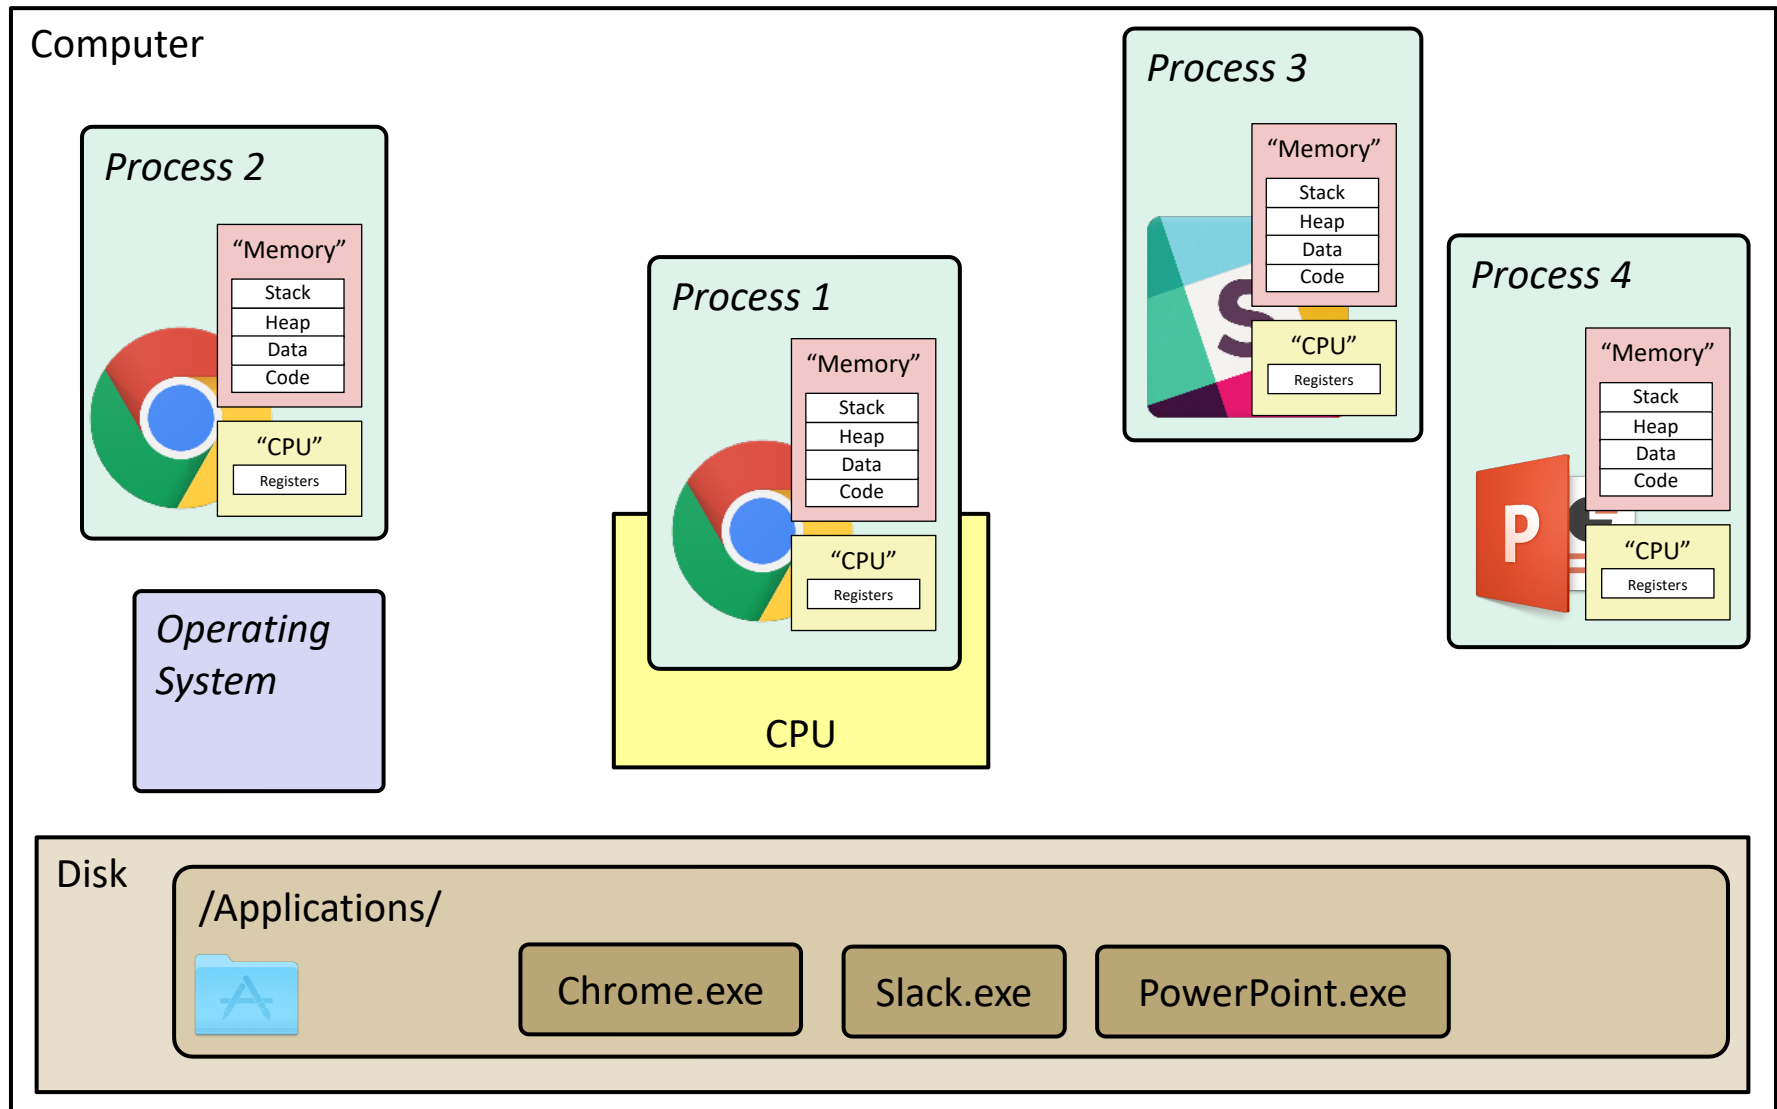 Computer
Process 2
“Memory”
Stack
Heap
Data
Code
“CPU”
Registers
Process 1
“Memory”
Stack
Heap
Data
Code
“CPU”
Registers
CPU
Process 3
“Memory”
Stack
Heap
Data
Code
S
“CPU”
Registers
Process 4
“Memory”
Stack
Heap
Data
Code
P
“CPU”
Registers
Operating
System
Disk
/Applications/
Chrome.exe
Slack.exe
PowerPoint.exe